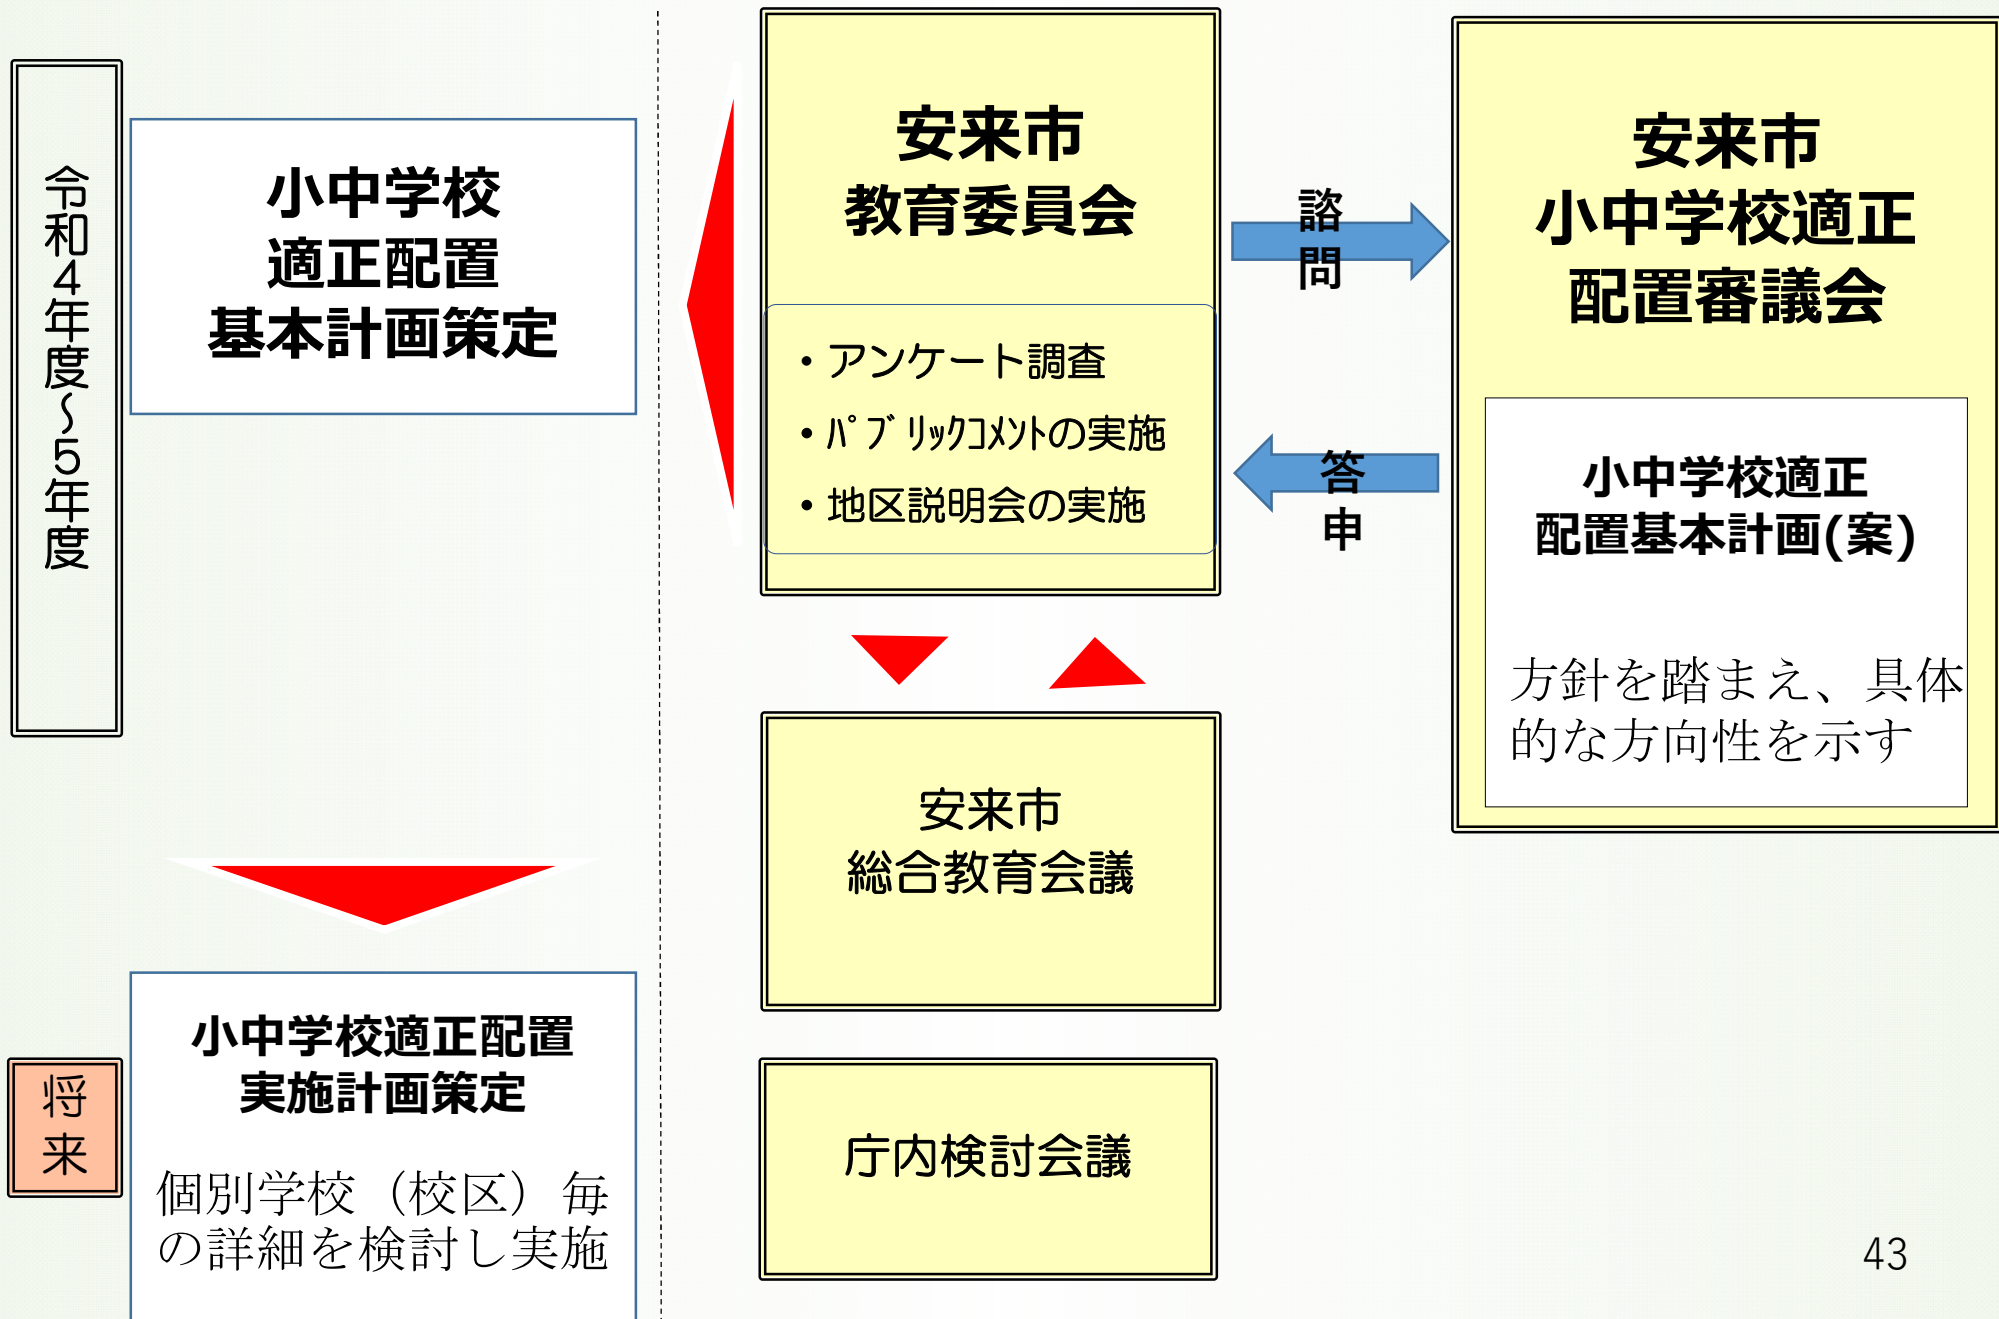 令和４年度～５年度
小中学校
適正配置
基本計画策定
安来市
教育委員会
・アンケート調査
・ﾊﾟﾌﾞﾘｯｸｺﾒﾝﾄの実施
・地区説明会の実施
諮
問
答
申
安来市
小中学校適正
配置審議会
小中学校適正
配置基本計画(案)
方針を踏まえ、具体
的な方向性を示す
安来市
総合教育会議
庁内検討会議
将
来
小中学校適正配置
実施計画策定
個別学校（校区）毎
の詳細を検討し実施
43